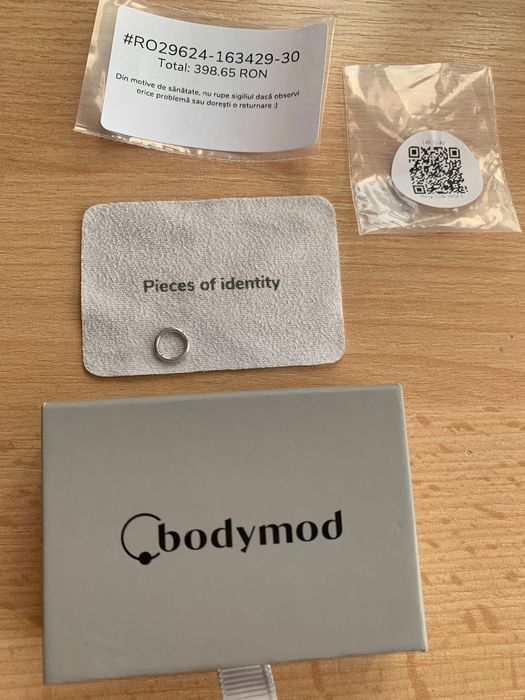 #RO29624-163429-30
Total: 398.65 RON
Din motive de sănătate, nu rupe sigiliul dacă observi
orice problemă sau dorești o returnare :)
Pieces of identity
bodymod